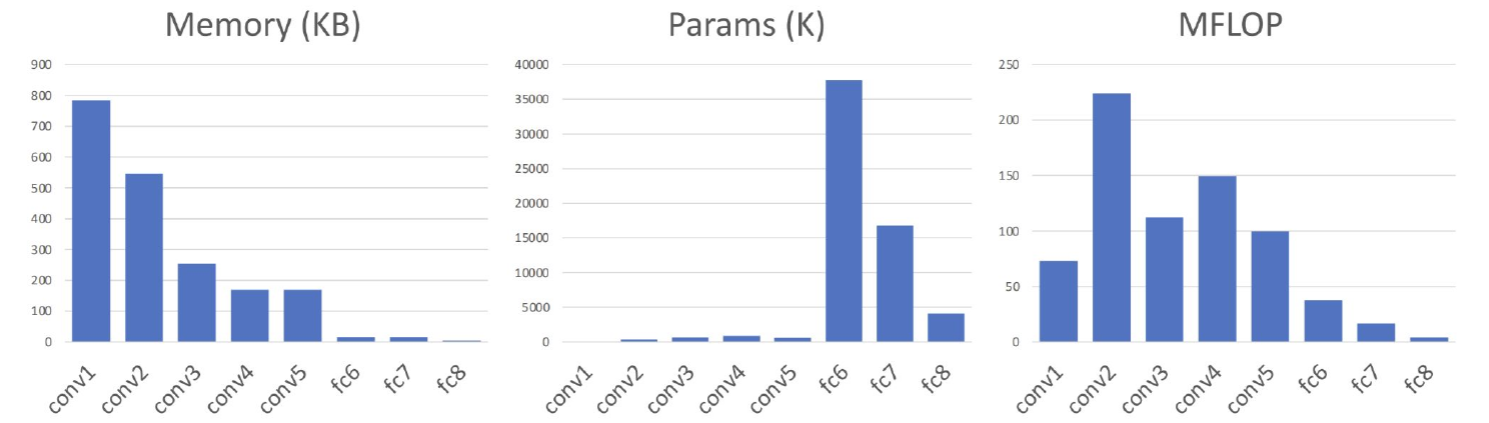 Memory (KB)
900
800
700
600
500
400
300
200
100
0
conv1
conv2
conv3
conv4
conv5
fc6
fc7
fc8
Params (K)
40000
35000
30000
25000
20000
15000
10000
5000
0
conv1
conv2
conv3
conv4
conv5
fc6
fc7
fc8
MFLOP
250
200
150
100
50
0
conv1
conv2
conv3
conv4
conv5
fc6
fc7
fc8